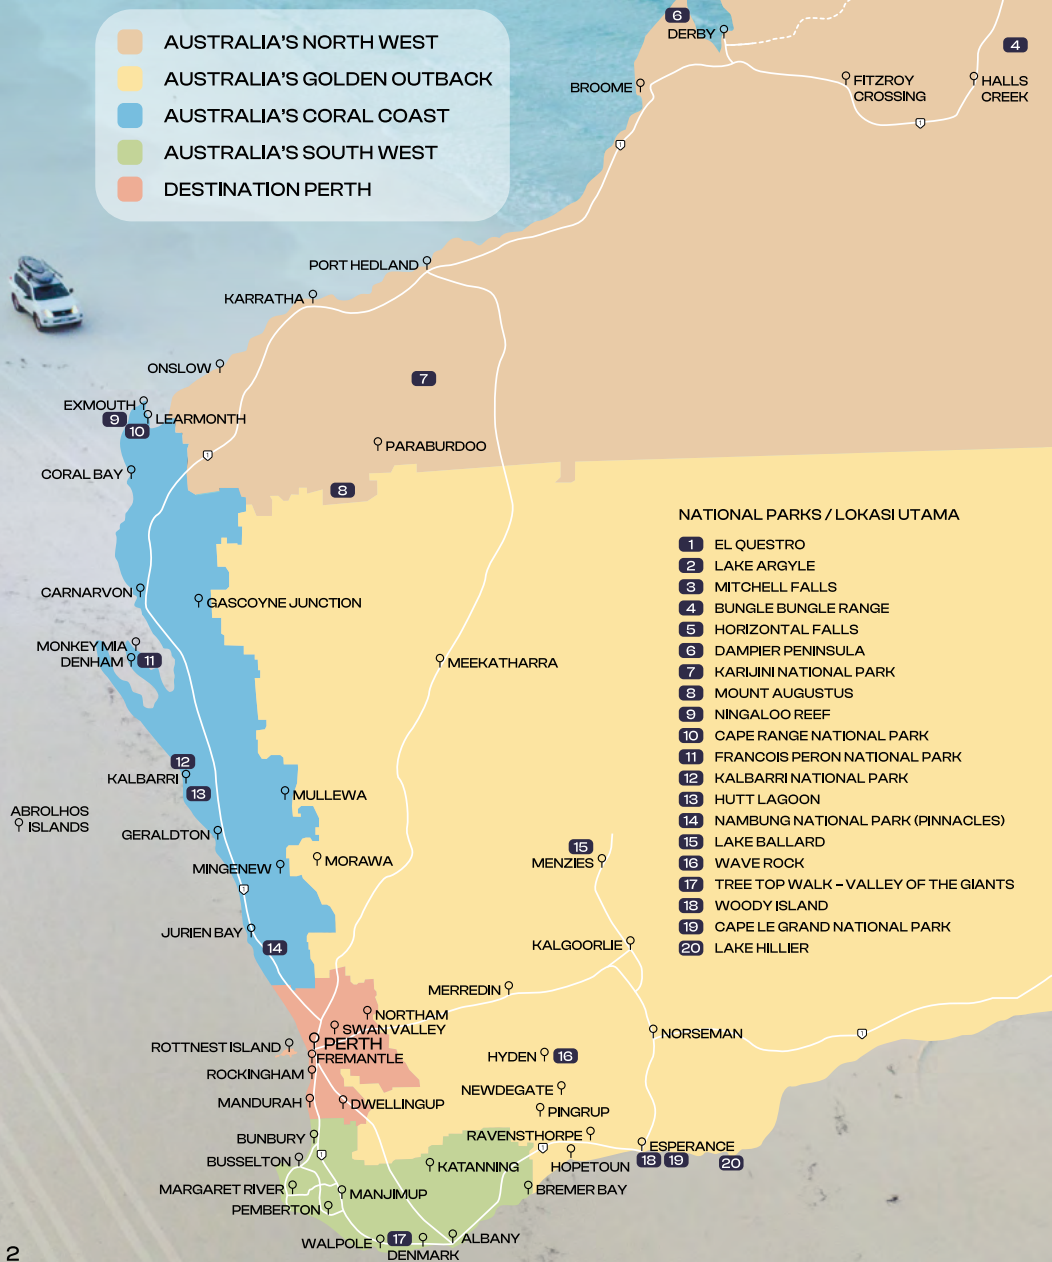 AUSTRALIA'S NORTH WEST
AUSTRALIA'S GOLDEN OUTBACK
AUSTRALIA'S CORAL COAST
AUSTRALIA'S SOUTH WEST
DESTINATION PERTH
6
DERBY
4
BROOME
FITZROY
CROSSING
HALLS
CREEK
1
1
PORT HEDLAND
KARRATHA
ONSLOW
7
EXMOUTH
9
LEARMONTH
10
PARABURDOO
1
CORAL BAY
8
NATIONAL PARKS / LOKASI UTAMA
1 EL QUESTRO
2 LAKE ARGYLE
3 MITCHELL FALLS
4 BUNGLE BUNGLE RANGE
5 HORIZONTAL FALLS
6 DAMPIER PENINSULA
7 KARIJINI NATIONAL PARK
8 MOUNT AUGUSTUS
9 NINGALOO REEF
10 CAPE RANGE NATIONAL PARK
11 FRANCOIS PERON NATIONAL PARK
12 KALBARRI NATIONAL PARK
13 HUTT LAGOON
14 NAMBUNG NATIONAL PARK (PINNACLES)
15 LAKE BALLARD
16 WAVE ROCK
17 TREE TOP WALK – VALLEY OF THE GIANTS
18 WOODY ISLAND
19 CAPE LE GRAND NATIONAL PARK
20 LAKE HILLIER
CARNARVON
GASCOYNE JUNCTION
MONKEY MIA
DENHAM
11
MEEKATHARRA
12
KALBARRI
13
MULLEWA
ABROLHOS
ISLANDS
GERALDTON
15
MENZIES
MINGENEW
MORAWA
1
JURIEN BAY
14
KALGOORLIE
MERREDIN
NORTHAM
SWAN VALLEY
NORSEMAN
1
ROTTNEST ISLAND
PERTH
FREMANTLE
HYDEN
16
ROCKINGHAM
NEWDEGATE
MANDURAH
DWELLINGUP
PINGRUP
BUNBURY
RAVENSTHORPE
ESPERANCE
1
1
BUSSELTON
KATANNING
HOPETOUN
18
19
20
MARGARET RIVER
MANJIMUP
BREMER BAY
PEMBERTON
WALPOLE
17
DENMARK
ALBANY
2